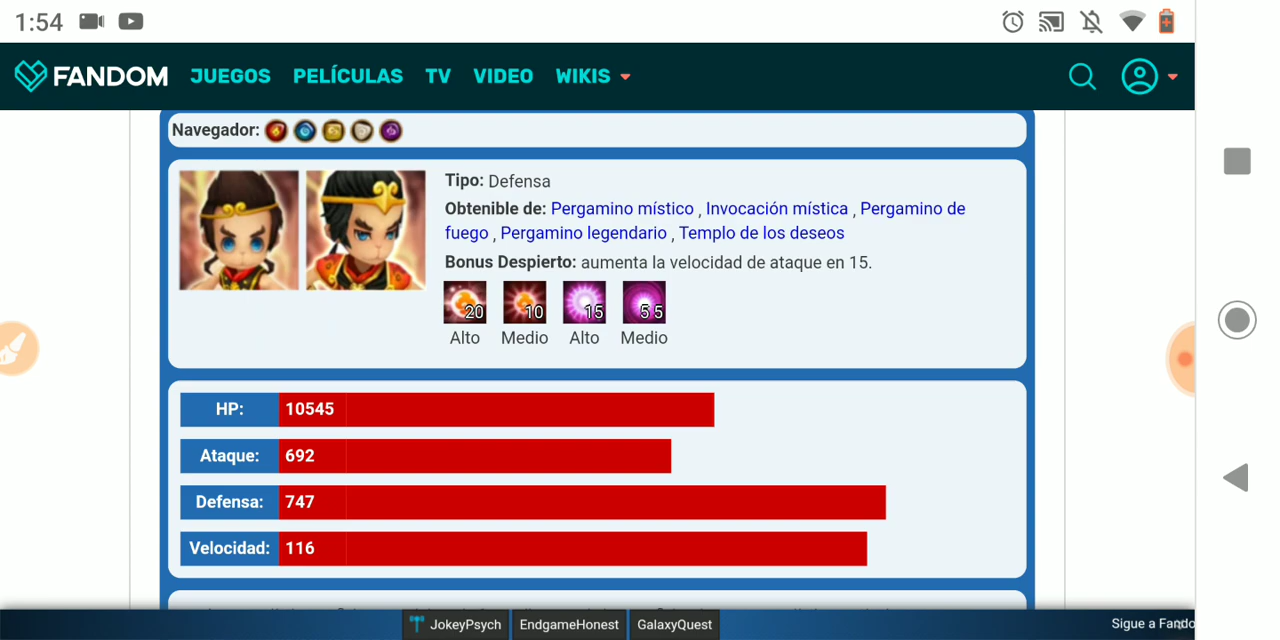 1:54
FANDOM JUEGOS PELÍCULAS TV VIDEO WIKIS
Navegador:
Tipo: Defensa
Obtenible de: Pergamino místico , Invocación mística , Pergamino de
fuego , Pergamino legendario , Templo de los deseos
Bonus Despierto: aumenta la velocidad de ataque en 15.
20 10 15 5 5
Alto Medio Alto Medio
HP: 10545
Ataque: 692
Defensa: 747
Velocidad: 116
JokeyPsych EndgameHonest GalaxyQuest Sigue a Fando